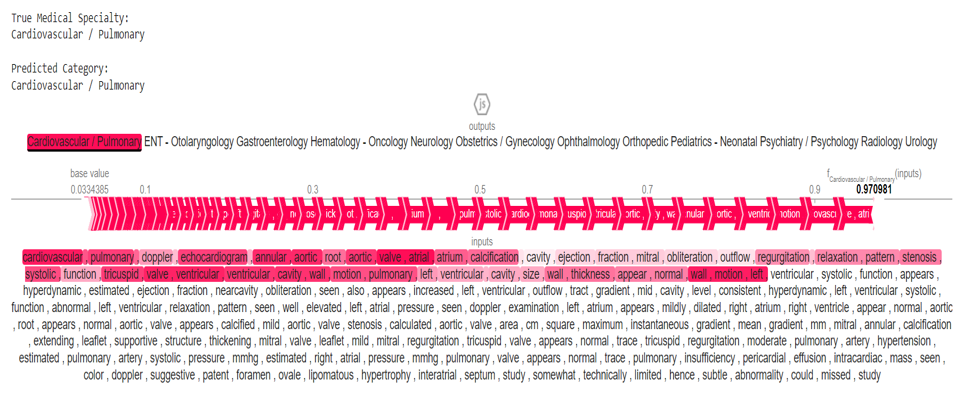 True Medical Specialty:
Cardiovascular / Pulmonary
Predicted Category:
Cardiovascular / Pulmonary
js
outputs
Cardiovascular / Pulmonary ENT - Otolaryngology Gastroenterology Hematology - Oncology Neurology Obstetrics / Gynecology Ophthalmology Orthopedic Pediatrics - Neonatal Psychiatry / Psychology Radiology Urology
base value f Cardiovascular / Pulmonary (inputs)
0.0334385 0.1 0.3 0.5 0.7 0.9 0.970981
inputs
cardiovascular , pulmonary , doppler , echocardiogram , annular , aortic , root , aortic , valve , atrial , atrium , calcification , cavity , ejection , fraction , mitral , obliteration , outflow , regurgitation , relaxation , pattern , stenosis ,
systolic , function , tricuspid , valve , ventricular , ventricular , cavity , wall , motion , pulmonary , left , ventricular , cavity , size , wall , thickness , appear , normal , wall , motion , left , ventricular , systolic , function , appears ,
hyperdynamic , estimated , ejection , fraction , nearcavity , obliteration , seen , also , appears , increased , left , ventricular , outflow , tract , gradient , mid , cavity , level , consistent , hyperdynamic , left , ventricular , systolic ,
function , abnormal , left , ventricular , relaxation , pattern , seen , well , elevated , left , atrial , pressure , seen , doppler , examination , left , atrium , appears , mildly , dilated , right , atrium , right , ventricle , appear , normal , aortic
, root , appears , normal , aortic , valve , appears , calcified , mild , aortic , valve , stenosis , calculated , aortic , valve , area , cm , square , maximum , instantaneous , gradient , mean , gradient , mm , mitral , annular , calcification
, extending , leaflet , supportive , structure , thickening , mitral , valve , leaflet , mild , mitral , regurgitation , tricuspid , valve , appears , normal , trace , tricuspid , regurgitation , moderate , pulmonary , artery , hypertension ,
estimated , pulmonary , artery , systolic , pressure , mmhg , estimated , right , atrial , pressure , mmhg , pulmonary , valve , appears , normal , trace , pulmonary , insufficiency , pericardial , effusion , intracardiac , mass , seen ,
color , doppler , suggestive , patent , foramen , ovale , lipomatous , hypertrophy , interatrial , septum , study , somewhat , technically , limited , hence , subtle , abnormality , could , missed , study